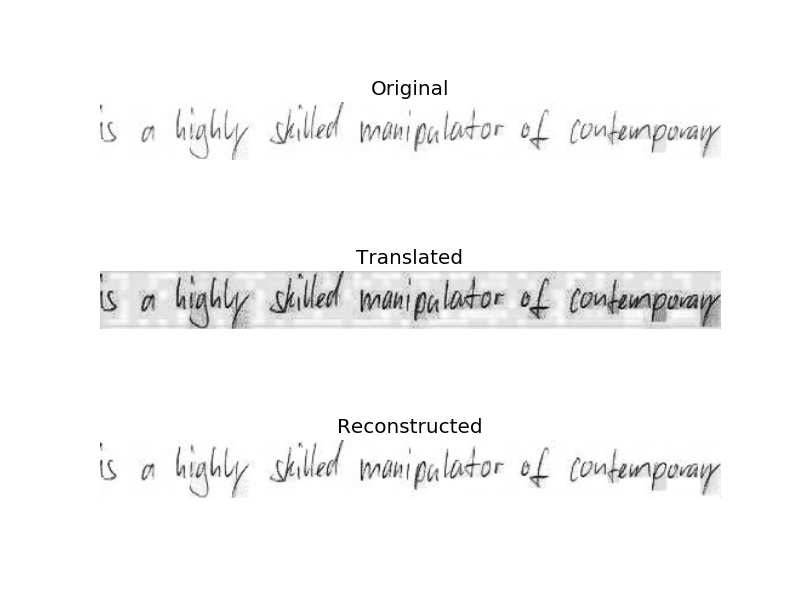 Original
is a highly skilled manipulator of contemporary
Translated
is a highly skilled manipulator of contemporary
Reconstructed
is a highly skilled manipulator of contemporary